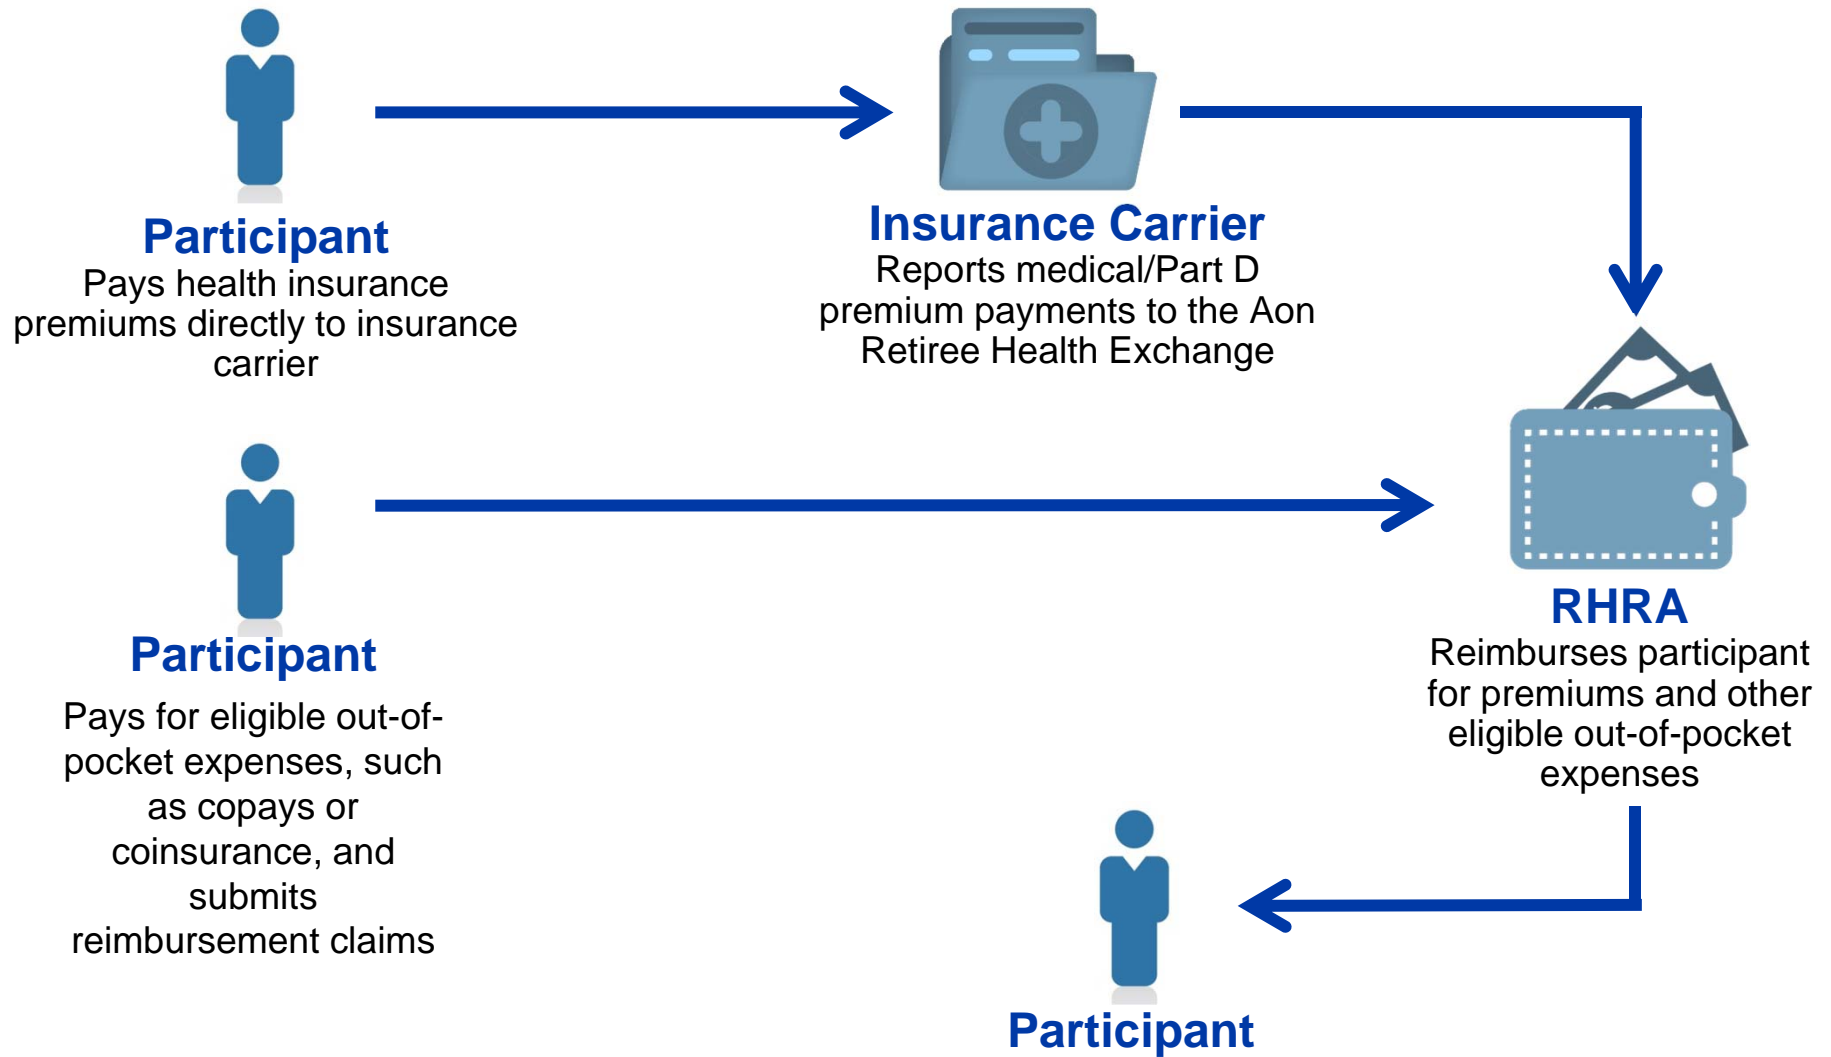 Participant
Pays health insurance
premiums directly to insurance
carrier
Insurance Carrier
Reports medical/Part D
premium payments to the Aon
Retiree Health Exchange
Participant
Pays for eligible out-of-
pocket expenses, such
as copays or
coinsurance, and
submits
reimbursement claims
RHRA
Reimburses participant
for premiums and other
eligible out-of-pocket
expenses
Participant